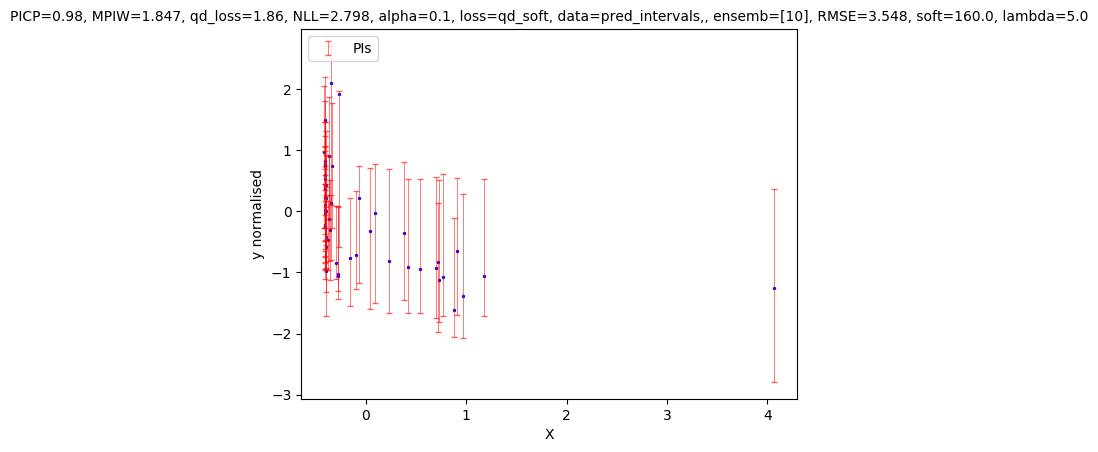 PICP=0.98, MPIW=1.847, qd_loss=1.86, NLL=2.798, alpha=0.1, loss=qd_soft, data=pred_intervals,, ensemb=[10], RMSE=3.548, soft=160.0, lambda=5.0
PIs
2
1
0
−1
−2
−3
y normalised
0 1 2 3 4
X